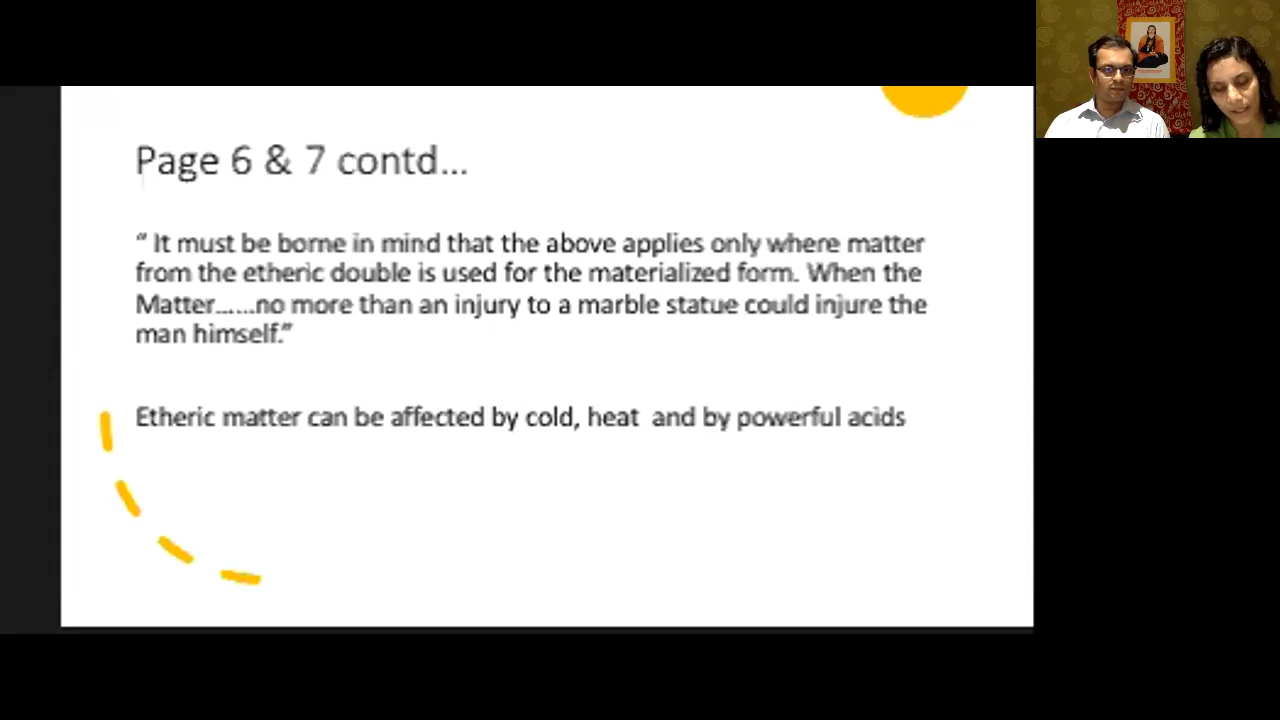 Page 6 & 7 contd...
“ It must be borne in mind that the above applies only where matter
from the etheric double is used for the materialized form. When the
Matter……no more than an injury to a marble statue could injure the
man himself.”
Etheric matter can be affected by cold, heat  and by powerful acids